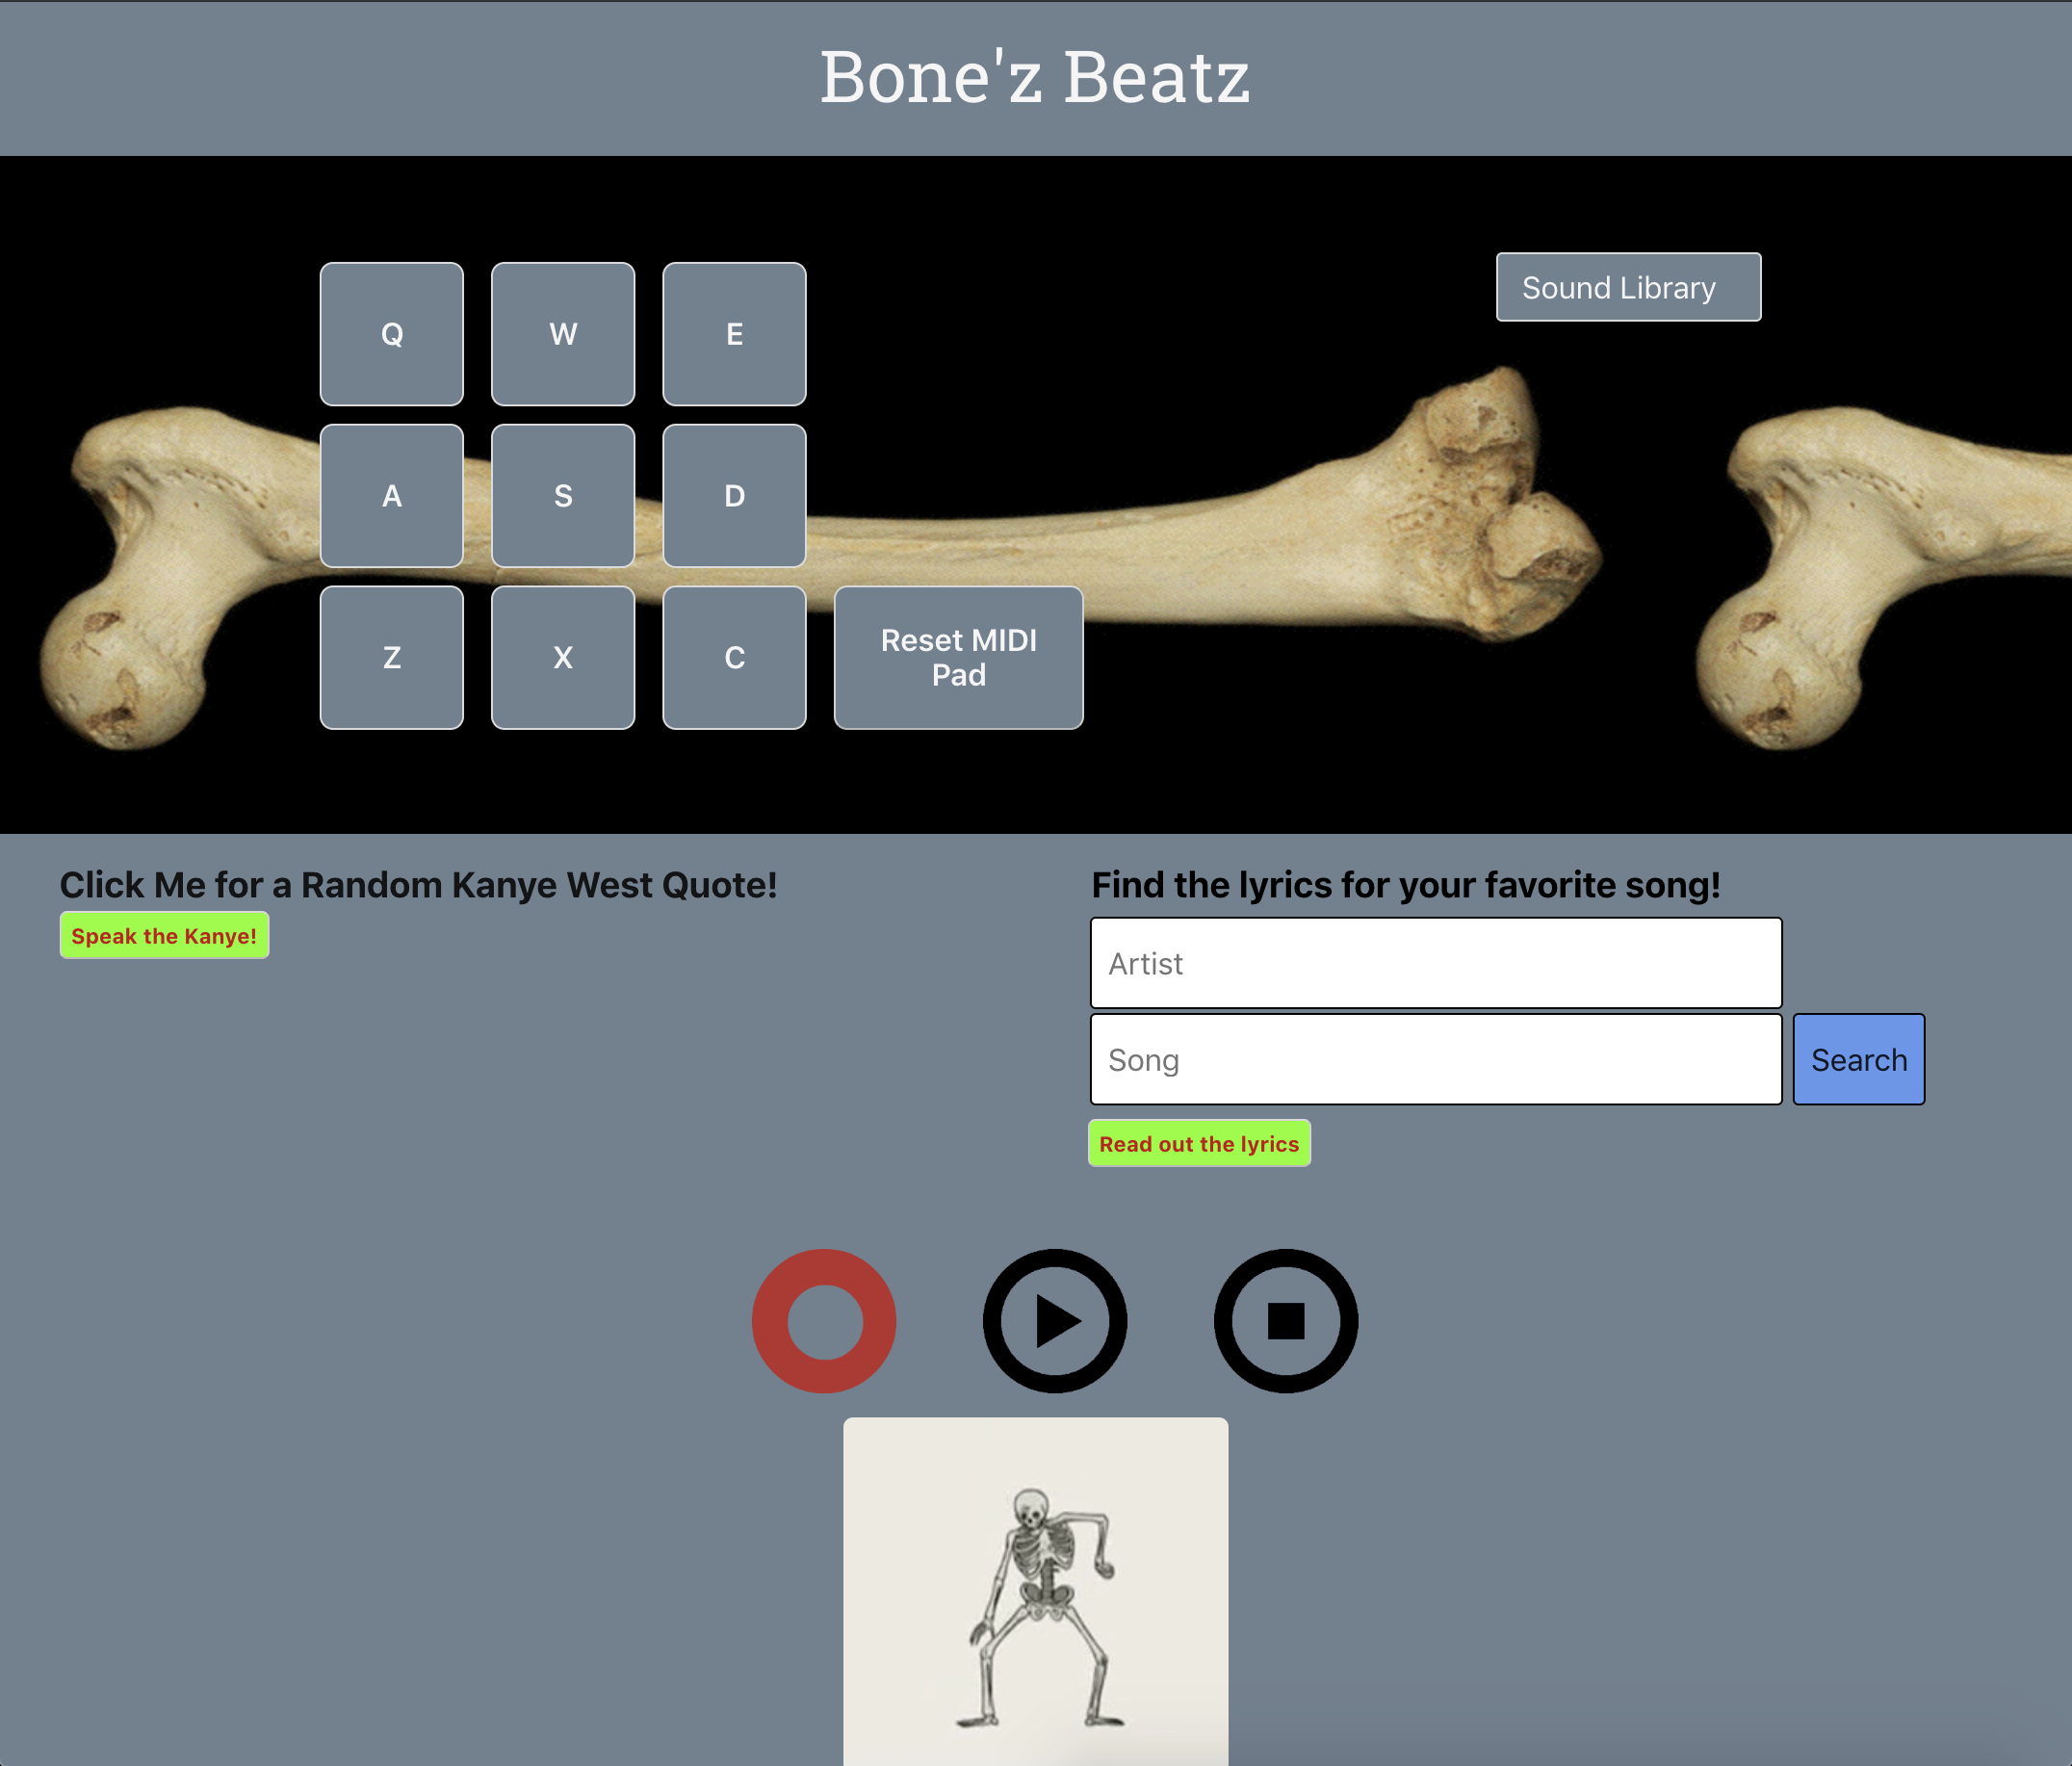 Bone'z Beatz
Sound Library
Q W E
A S D
Z X C
Reset MIDI
Pad
Click Me for a Random Kanye West Quote!
Speak the Kanye!
Find the lyrics for your favorite song!
Artist
Song
Search
Read out the lyrics